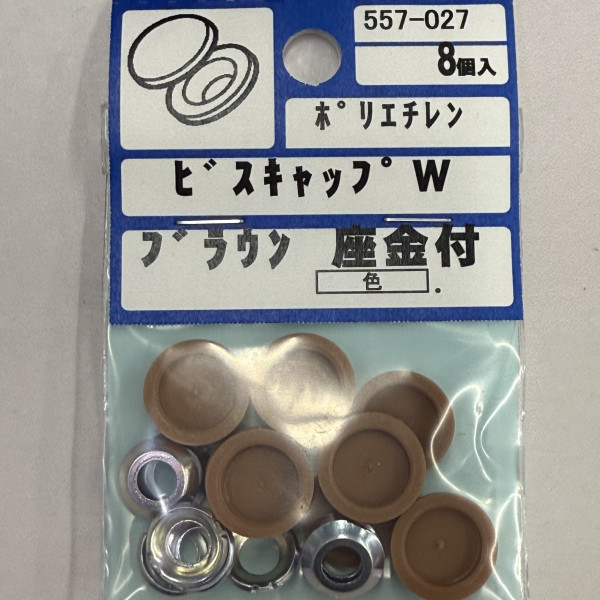 557-027
8個入
ポリエチレン
ビスキャップW
ブラウン 座金付
色